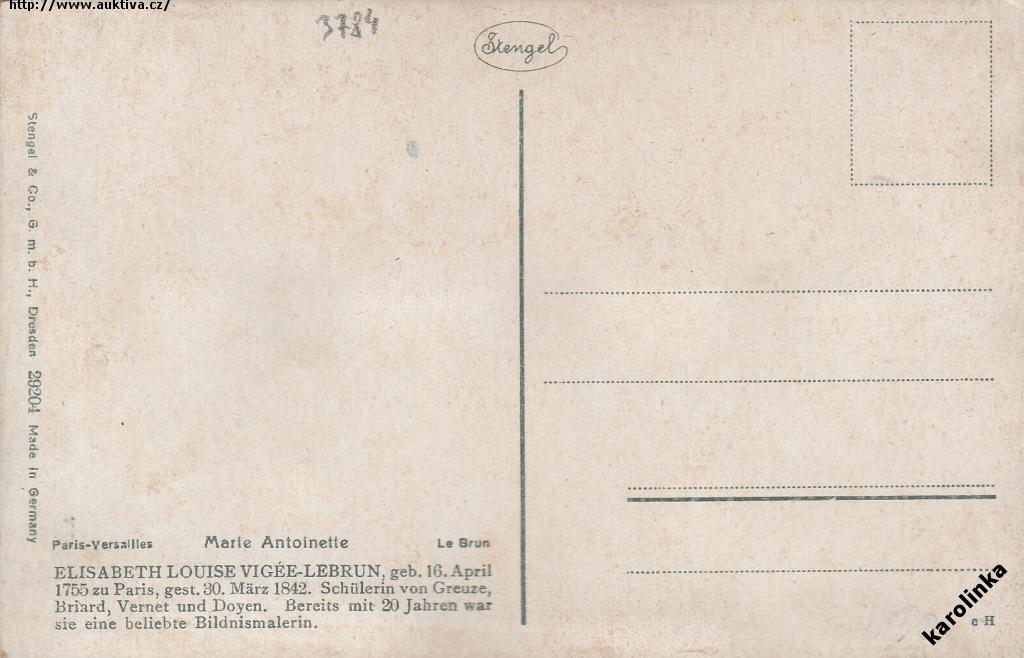 http://www.auktiva.cz/
3784
Stengel
Stengel & Co., G. m. b. H., Dresden 29204 Made in Germany
Paris-Versailles Marie Antoinette Le Brun
ELISABETH LOUISE VIGÉE-LEBRUN, geb. 16. April
1755 zu Paris, gest. 30. März 1842. Schülerin von Greuze,
Briard, Vernet und Doyen. Bereits mit 20 Jahren war
sie eine beliebte Bildnismalerin.
c H
karolinka